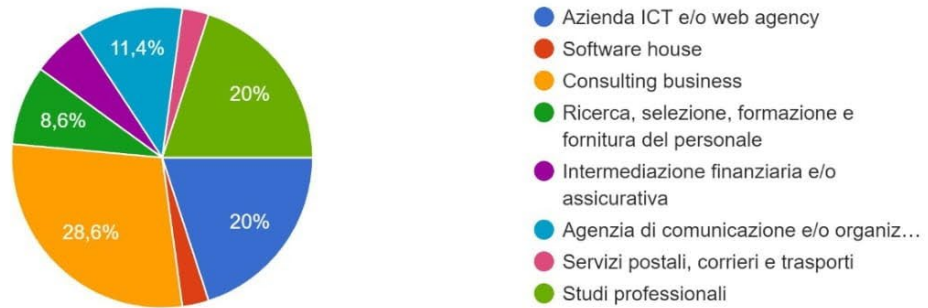 11,4%
20%
8,6%
28,6%
20%
Azienda ICT e/o web agency
Software house
Consulting business
Ricerca, selezione, formazione e
fornitura del personale
Intermediazione finanziaria e/o
assicurativa
Agenzia di comunicazione e/o organiz…
Servizi postali, corrieri e trasporti
Studi professionali